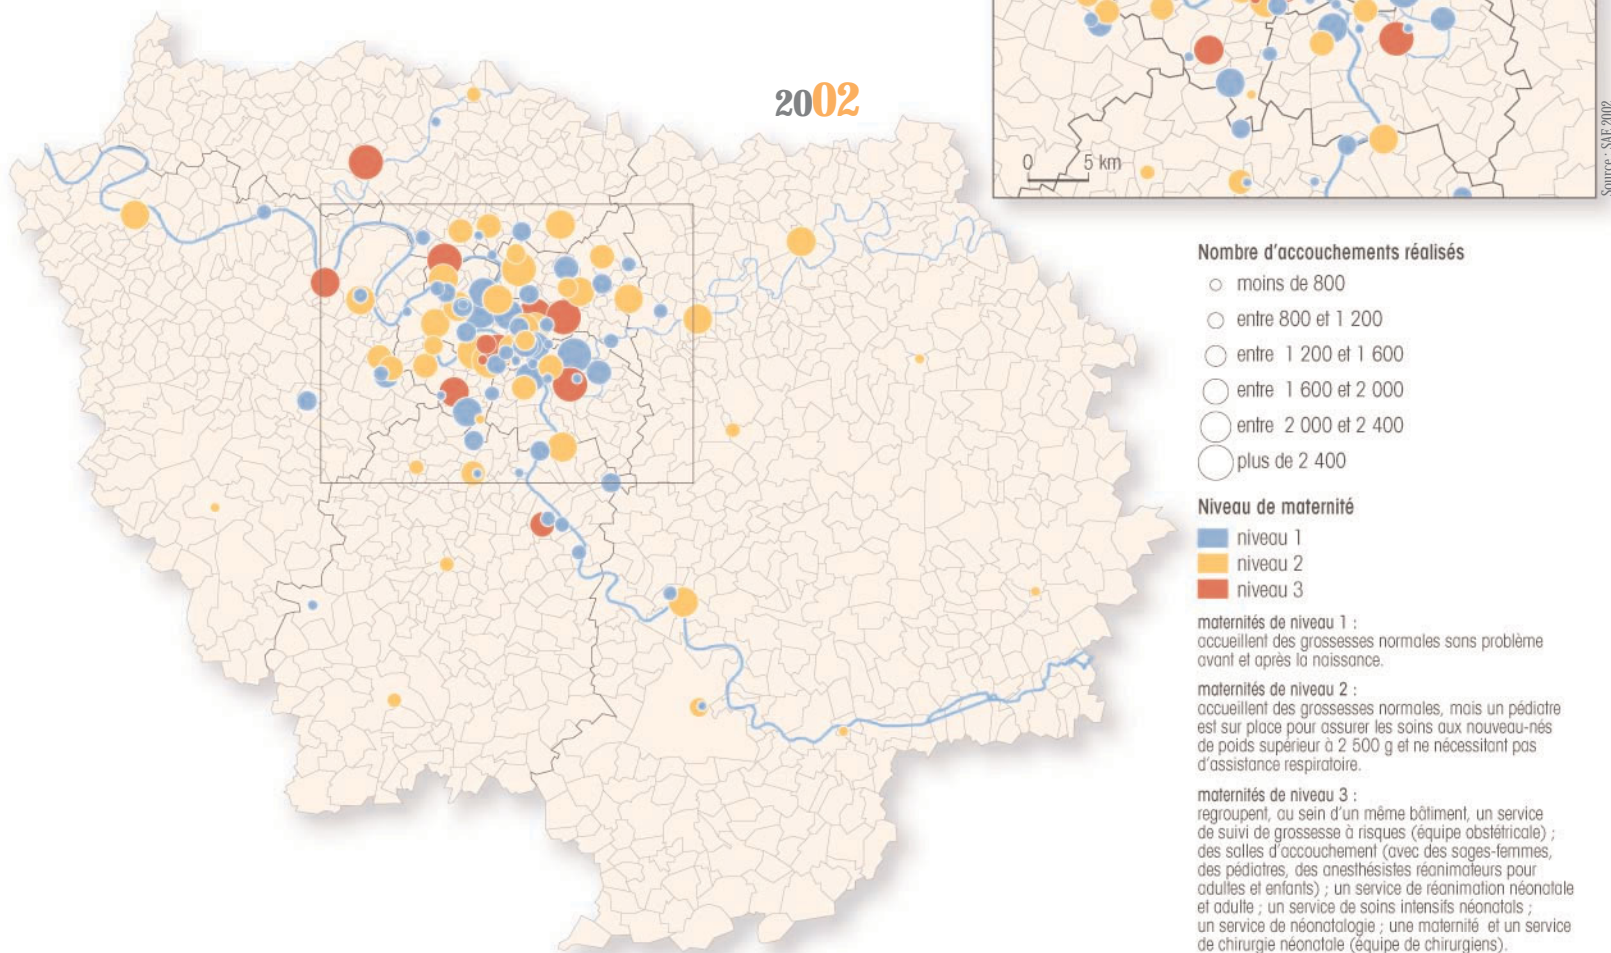 2002
0 5 km
Source : SAE 2002
Nombre d'accouchements réalisés
moins de 800
entre 800 et 1 200
entre 1 200 et 1 600
entre 1 600 et 2 000
entre 2 000 et 2 400
plus de 2 400
Niveau de maternité
niveau 1
niveau 2
niveau 3
maternités de niveau 1 :
accueillent des grossesses normales sans problème
avant et après la naissance.
maternités de niveau 2 :
accueillent des grossesses normales, mais un pédiatre
est sur place pour assurer les soins aux nouveau-nés
de poids supérieur à 2 500 g et ne nécessitant pas
d'assistance respiratoire.
maternités de niveau 3 :
regroupent, au sein d'un même bâtiment, un service
de suivi de grossesse à risques (équipe obstétricale) ;
des salles d'accouchement (avec des sages-femmes,
des pédiatres, des anesthésistes réanimateurs pour
adultes et enfants) ; un service de réanimation néonatale
et adulte ; un service de soins intensifs néonatals ;
un service de néonatalogie ; une maternité et un service
de chirurgie néonatale (équipe de chirurgiens).